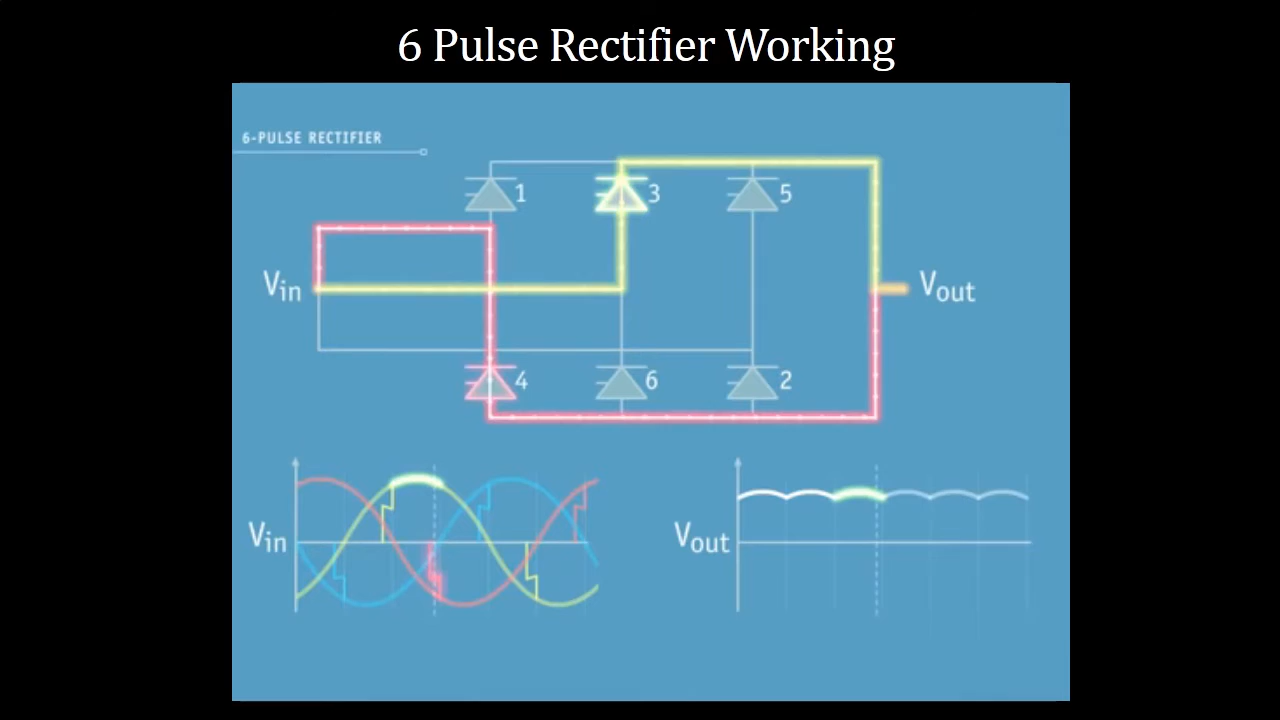 6 Pulse Rectifier Working
6-PULSE RECTIFIER
1
3
5
Vin
Vout
4
6
2
Vin
Vout